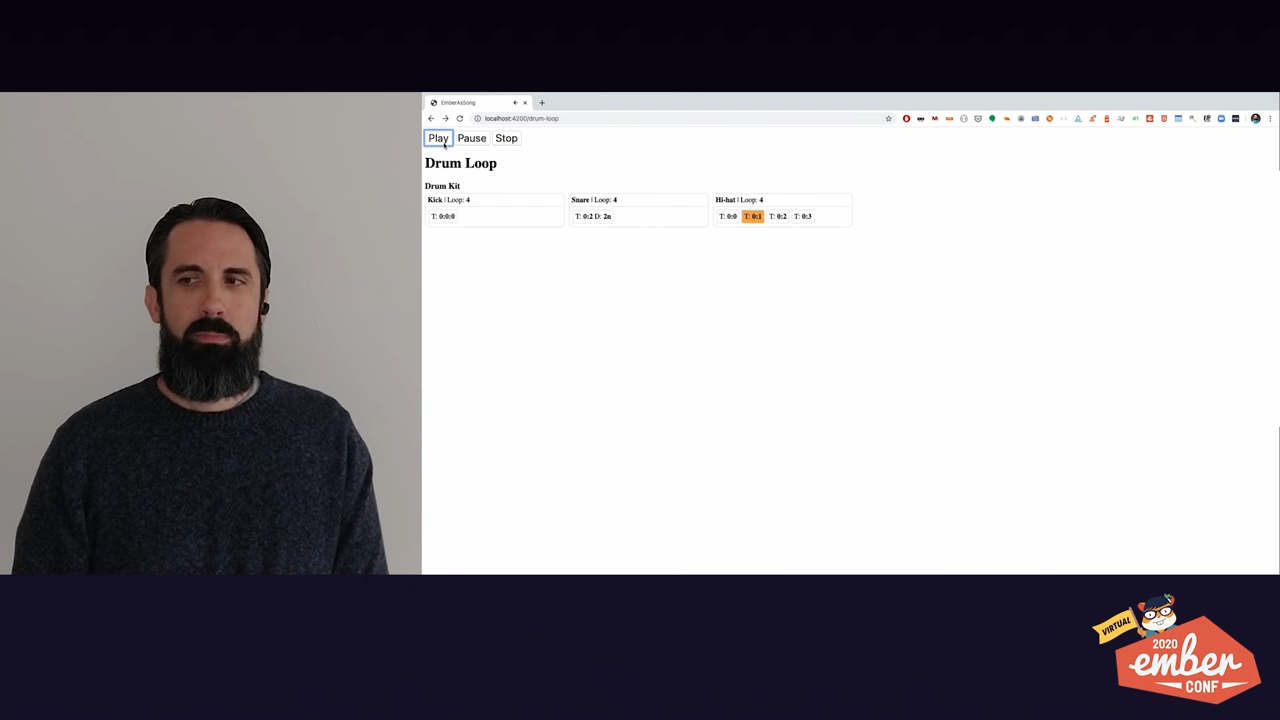 EmberAsSong
localhost:4200/drum-loop
Play Pause Stop
Drum Loop
Drum Kit
Kick | Loop: 4
T: 0:0:0
Snare | Loop: 4
T: 0:2 D: 2n
Hi-hat | Loop: 4
T: 0:0 T: 0:1 T: 0:2 T: 0:3
VIRTUAL
2020
ember
CONF